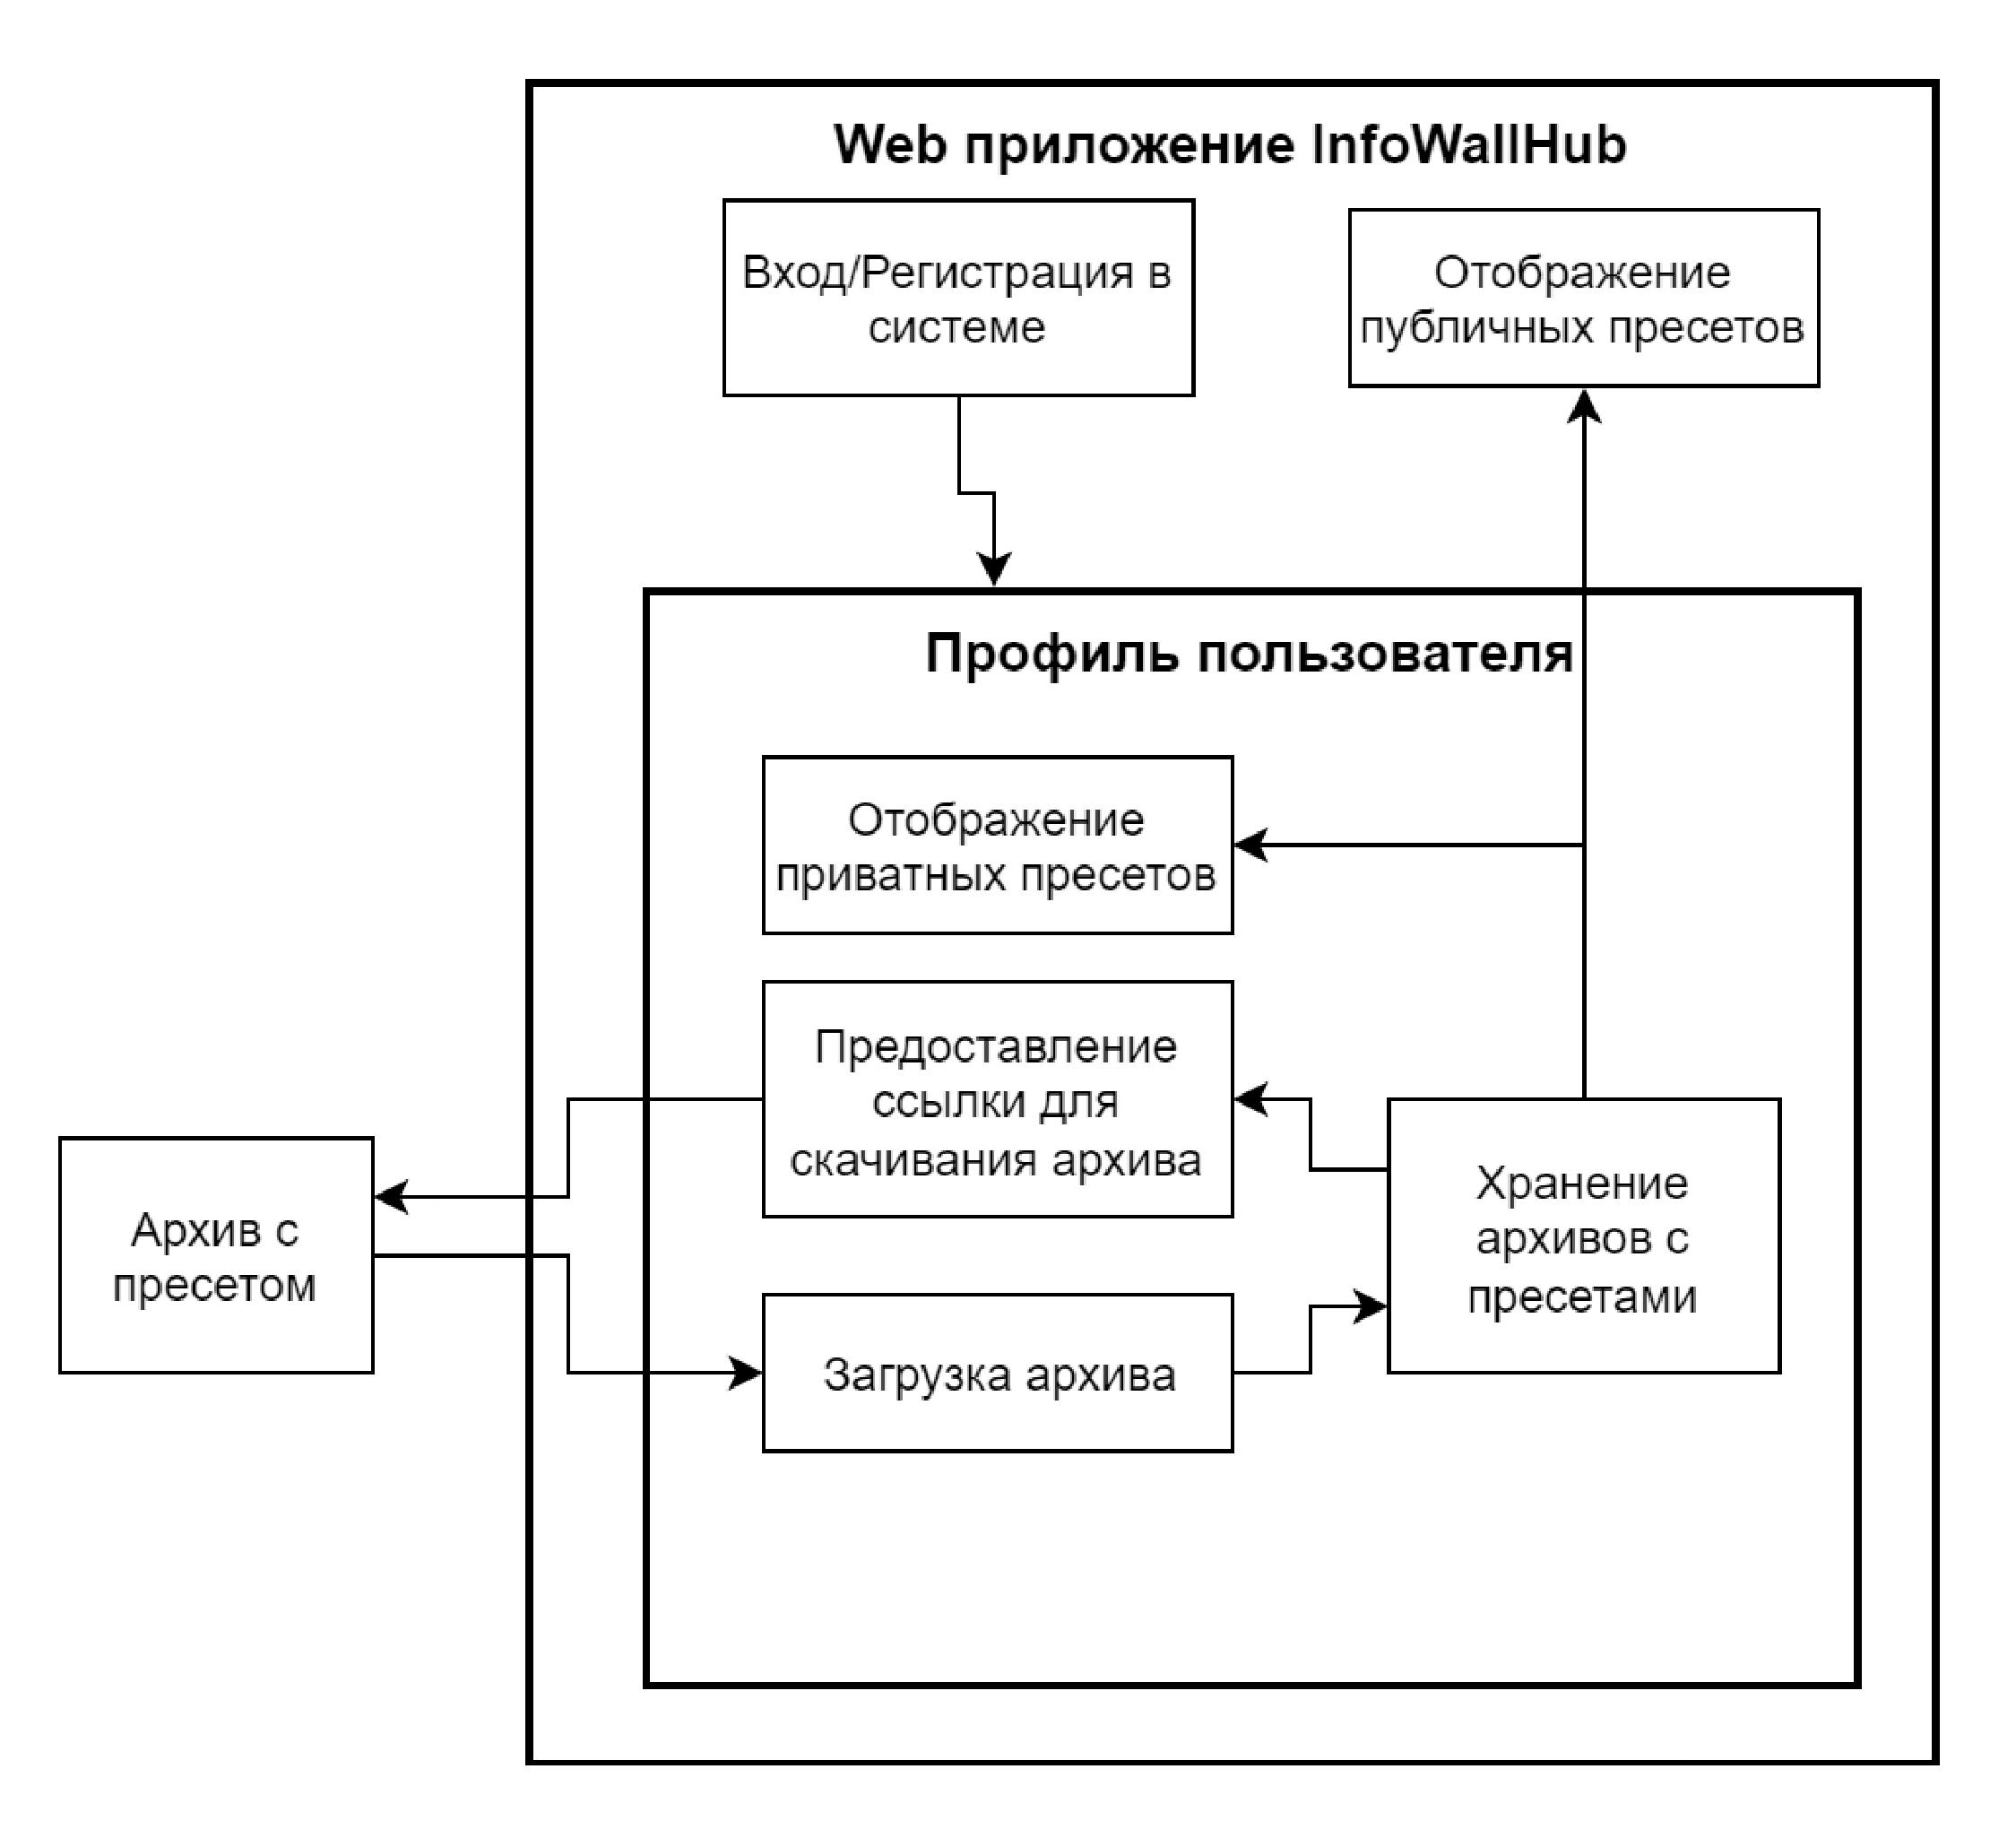 Web приложение InfoWallHub
Вход/Регистрация в
системе
Отображение
публичных пресетов
Профиль пользователя
Отображение
приватных пресетов
Предоставление
ссылки для
скачивания архива
Архив с
пресетом
Хранение
архивов с
пресетами
Загрузка архива